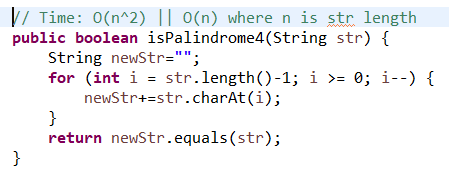 // Time: O(n^2) || O(n) where n is str length
public boolean isPalindrome4(String str) {
    String newStr="";
    for (int i = str.length()-1; i >= 0; i--) {
        newStr+=str.charAt(i);
    }
    return newStr.equals(str);
}